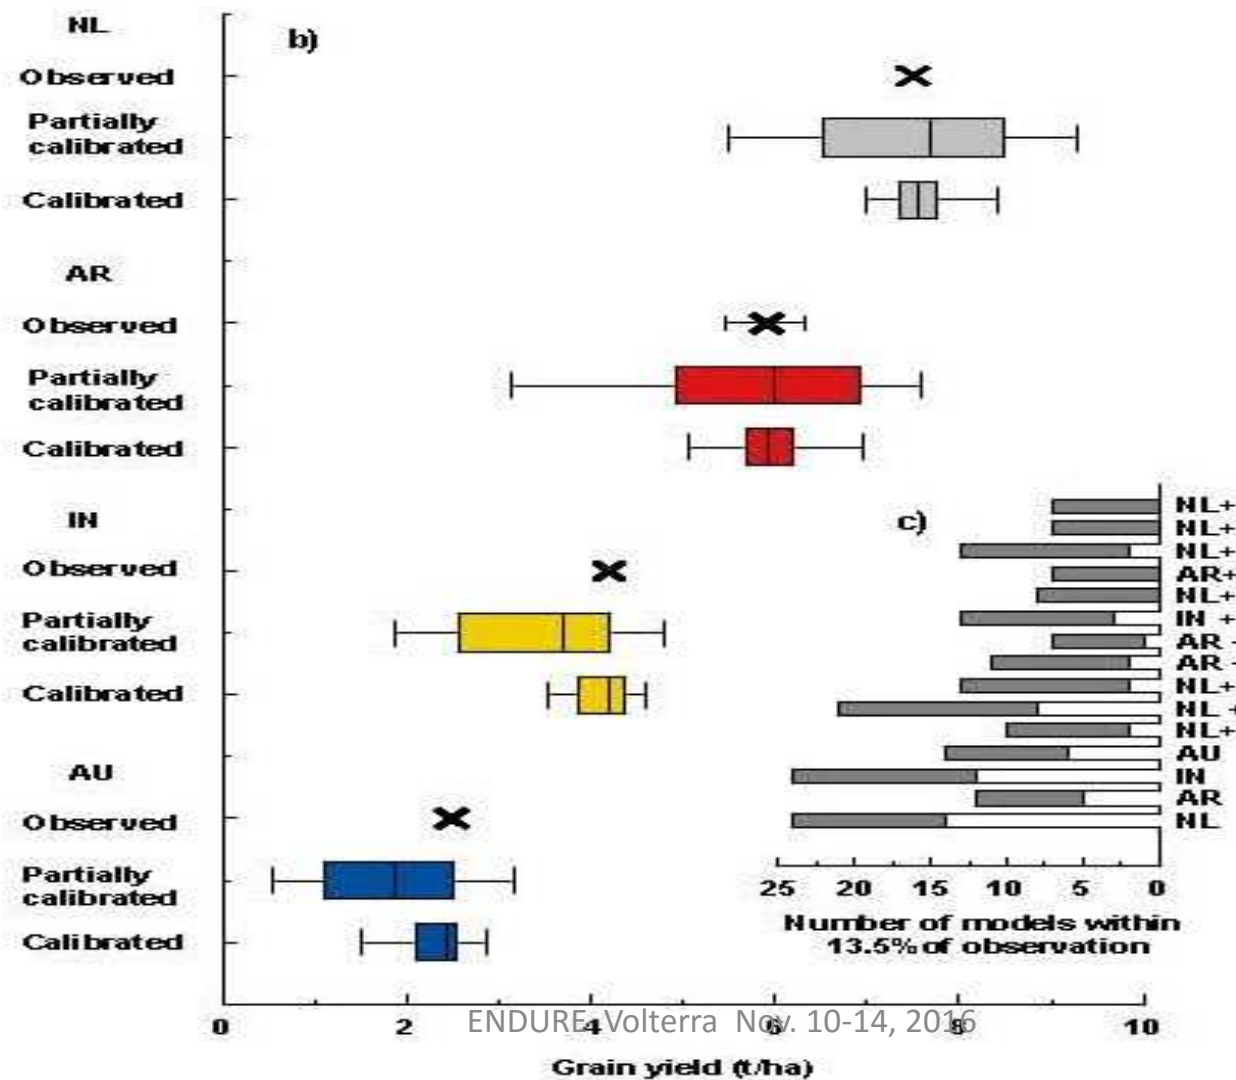 NL
b)
Observed
Partially
calibrated
Calibrated
AR
Observed
Partially
calibrated
Calibrated
IN
Observed
Partially
calibrated
Calibrated
AU
Observed
Partially
calibrated
Calibrated
c)
NL+
NL+
NL+
AR+
NL+
IN +
AR
AR
NL+
NL +
NL+
AU
IN
AR
NL
25 20 15 10 5 0
Number of models within
13.5% of observation
0 2 4 6 8 10
ENDURE Volterra Nov. 10-14, 2016
Grain yield (t/ha)